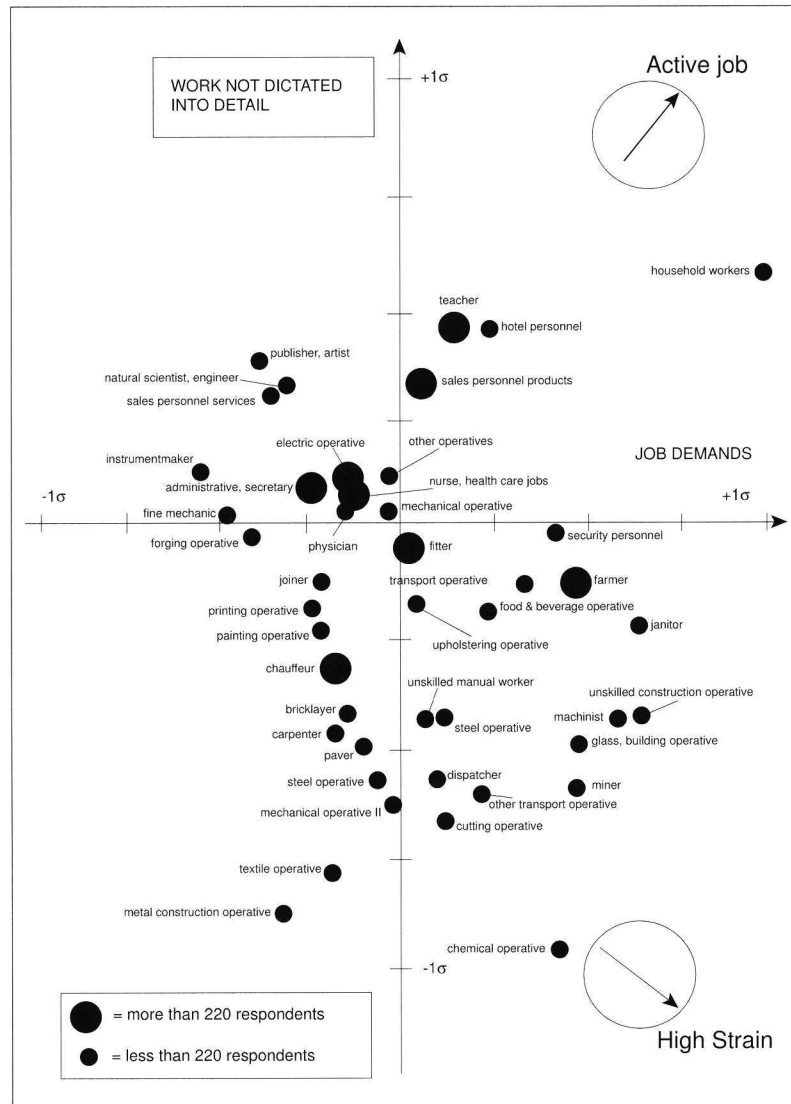 WORK NOT DICTATED
INTO DETAIL
+1σ
Active job
household workers
teacher
hotel personnel
publisher, artist
natural scientist, engineer
sales personnel services
sales personnel products
electric operative
other operatives
instrumentmaker
JOB DEMANDS
administrative, secretary
nurse, health care jobs
-1σ
+1σ
fine mechanic
mechanical operative
forging operative
physician
fitter
security personnel
joiner
transport operative
farmer
printing operative
food & beverage operative
painting operative
upholstering operative
janitor
chauffeur
unskilled manual worker
unskilled construction operative
bricklayer
machinist
carpenter
steel operative
glass, building operative
paver
steel operative
dispatcher
miner
mechanical operative II
other transport operative
cutting operative
textile operative
metal construction operative
chemical operative
-1σ
= more than 220 respondents
= less than 220 respondents
High Strain